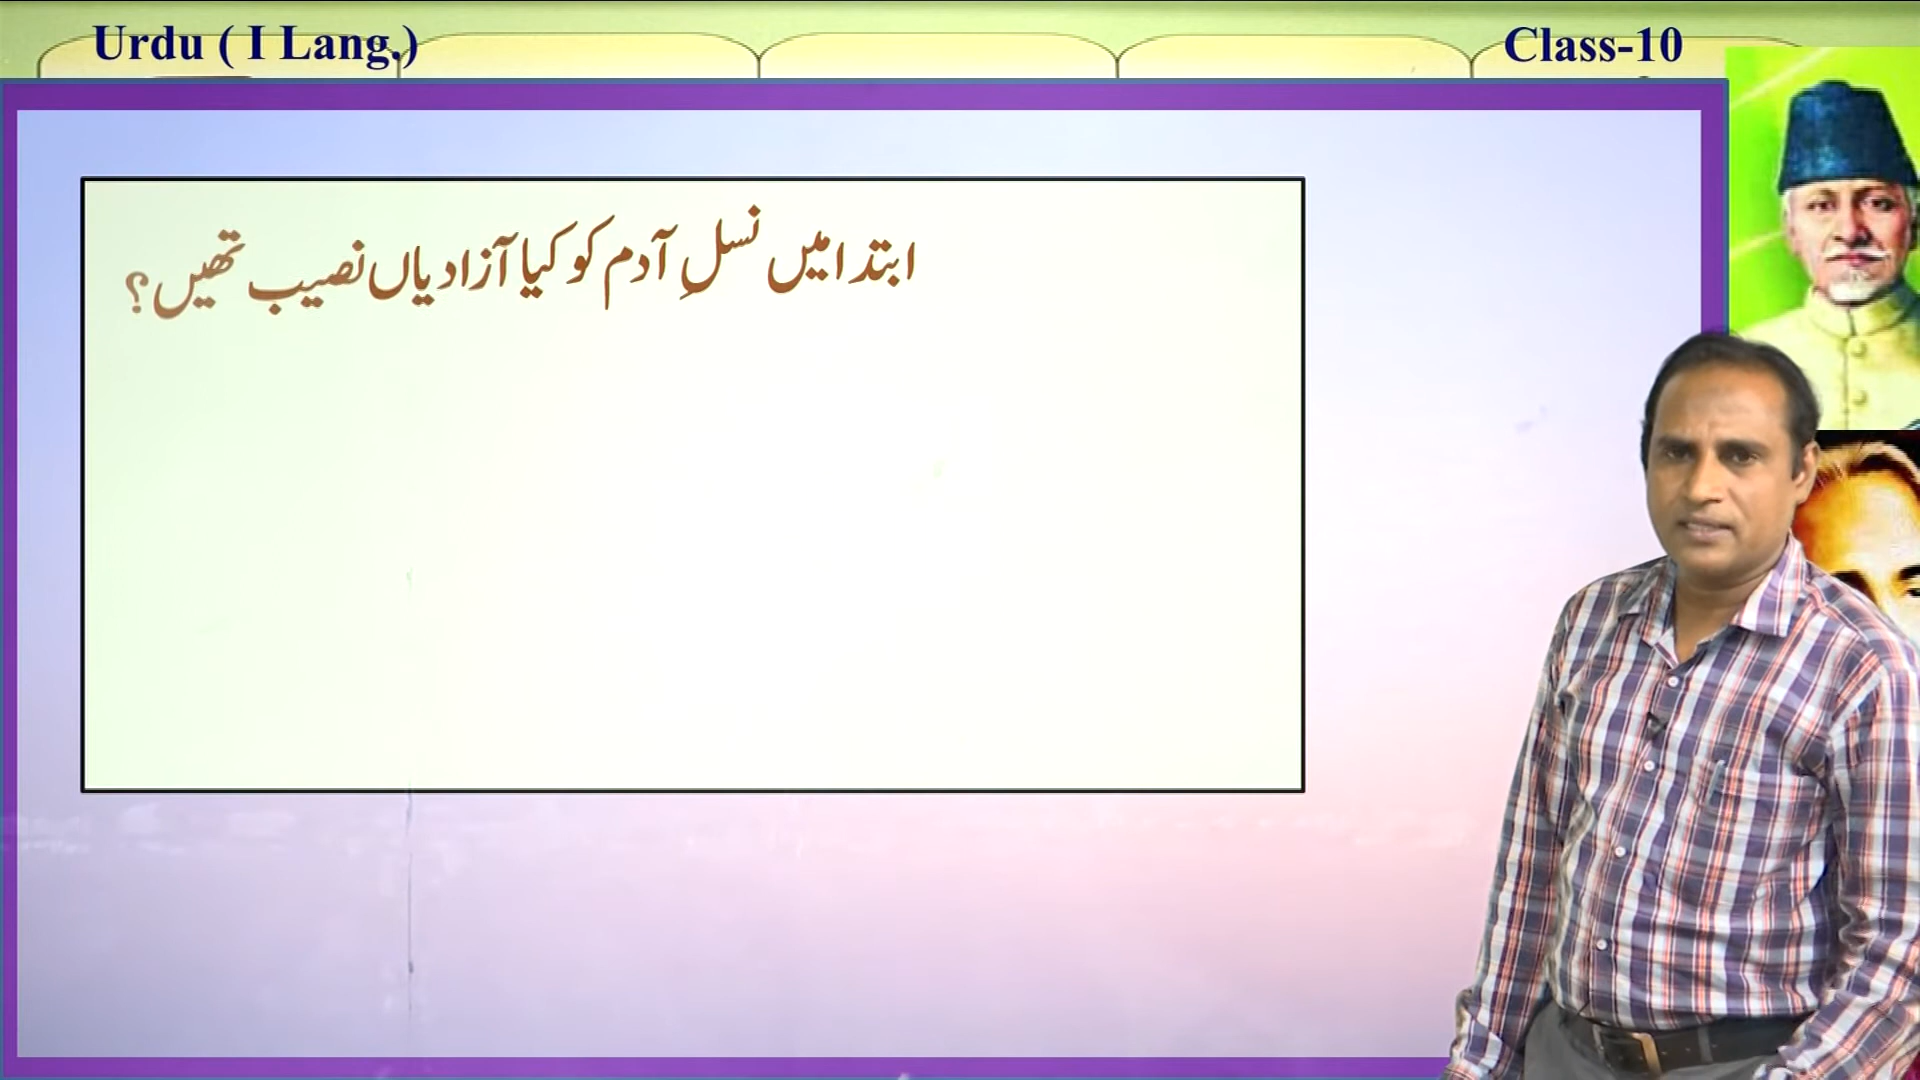 Urdu ( I Lang.)
Class-10
ابتدا میں نسلِ آدم کو کیا آزادیاں نصیب تھیں؟